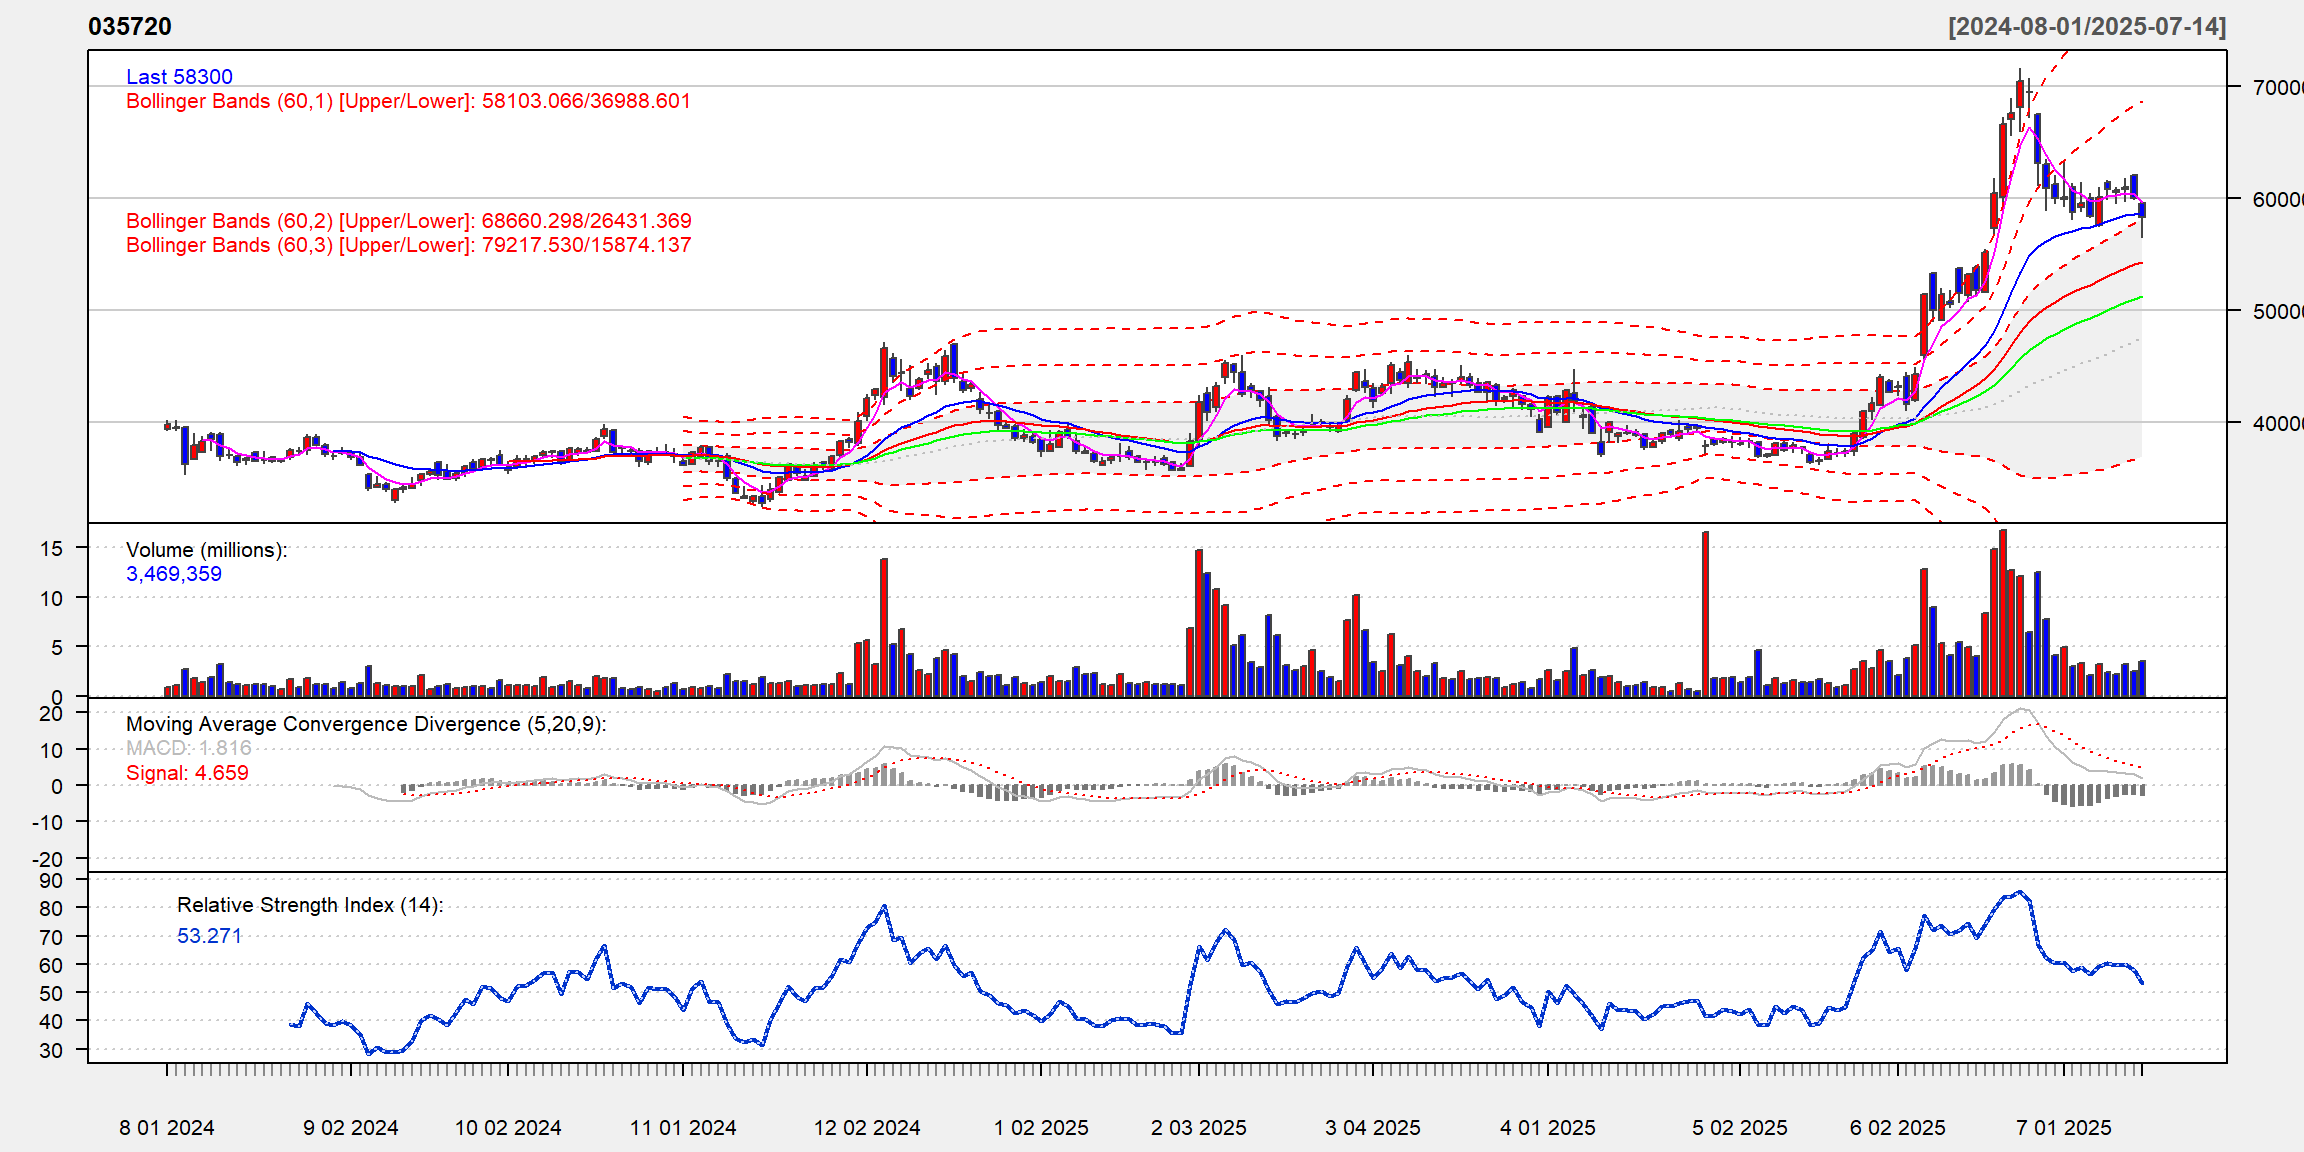 035720
[2024-08-01/2025-07-14]
Last 58300
Bollinger Bands (60,1) [Upper/Lower]: 58103.066/36988.601
Bollinger Bands (60,2) [Upper/Lower]: 68660.298/26431.369
Bollinger Bands (60,3) [Upper/Lower]: 79217.530/15874.137
70000
60000
50000
40000
Volume (millions):
3,469,359
15
10
5
0
Moving Average Convergence Divergence (5,20,9):
MACD: 1.816
Signal: 4.659
20
10
0
-10
-20
Relative Strength Index (14):
53.271
90
80
70
60
50
40
30
8 01 2024
9 02 2024
10 02 2024
11 01 2024
12 02 2024
1 02 2025
2 03 2025
3 04 2025
4 01 2025
5 02 2025
6 02 2025
7 01 2025